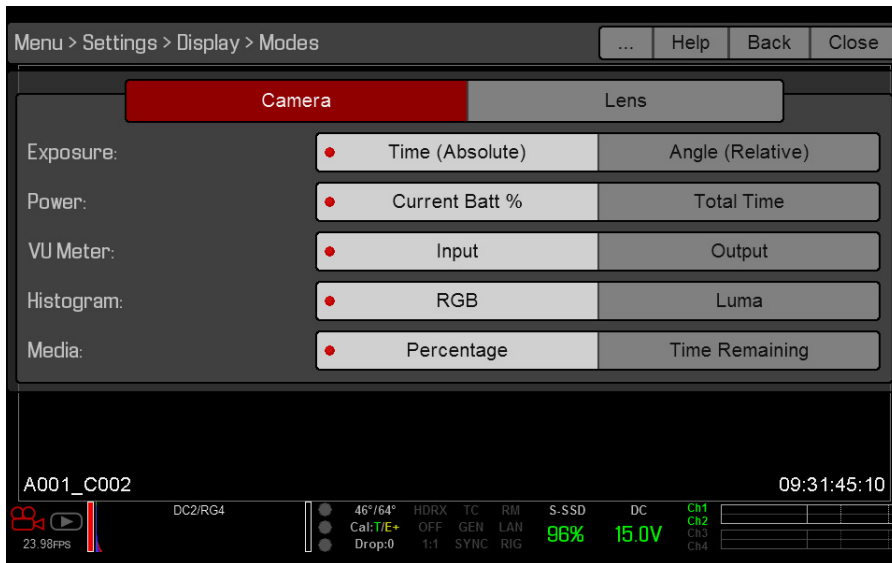 Menu > Settings > Display > Modes ... Help Back Close
Camera Lens
Exposure: Time (Absolute) Angle (Relative)
Power: Current Batt % Total Time
VU Meter: Input Output
Histogram: RGB Luma
Media: Percentage Time Remaining
A001_C002 09:31:45:10
DC2/RG4 46°/64° HDRX TC RM S-SSD DC Ch1
Cal:T/E+ OFF GEN LAN 96% 15.0V Ch2
23.98FPS Drop:0 1:1 SYNC RIG Ch3
Ch4